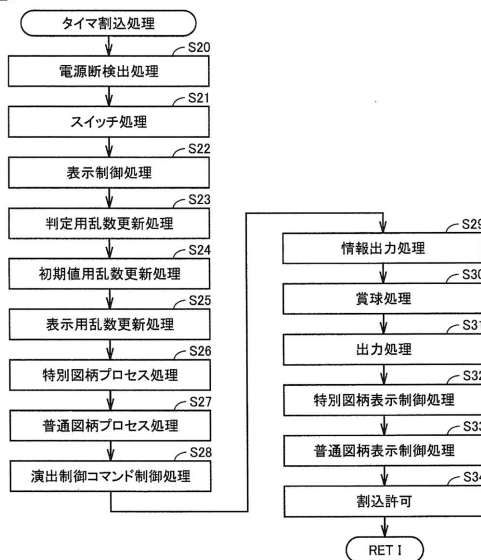 タイマ割込処理
S20
電源断検出処理
S21
スイッチ処理
S22
表示制御処理
S23
判定用乱数更新処理
S24
初期値用乱数更新処理
S25
表示用乱数更新処理
S26
特別図柄プロセス処理
S27
普通図柄プロセス処理
S28
演出制御コマンド制御処理
S29
情報出力処理
S30
賞球処理
S31
出力処理
S32
特別図柄表示制御処理
S33
普通図柄表示制御処理
S34
割込許可
RETI